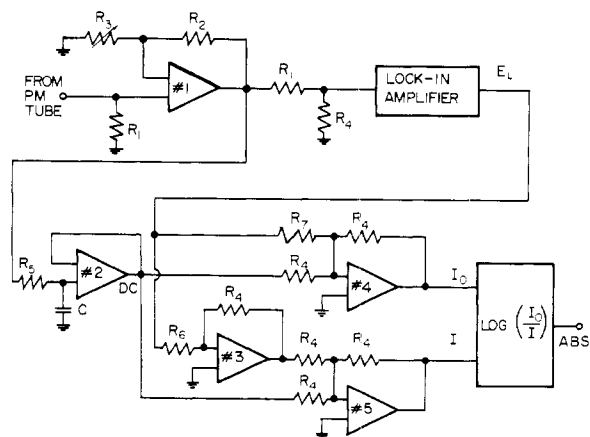 R3
R2
FROM
PM
TUBE
#1
R1
R1
R4
LOCK-IN
AMPLIFIER
EL
R5
C
#2
DC
R7
R4
R4
#4
I0
R4
R6
#3
R4
R4
R4
#5
I
LOG (I0/I)
ABS